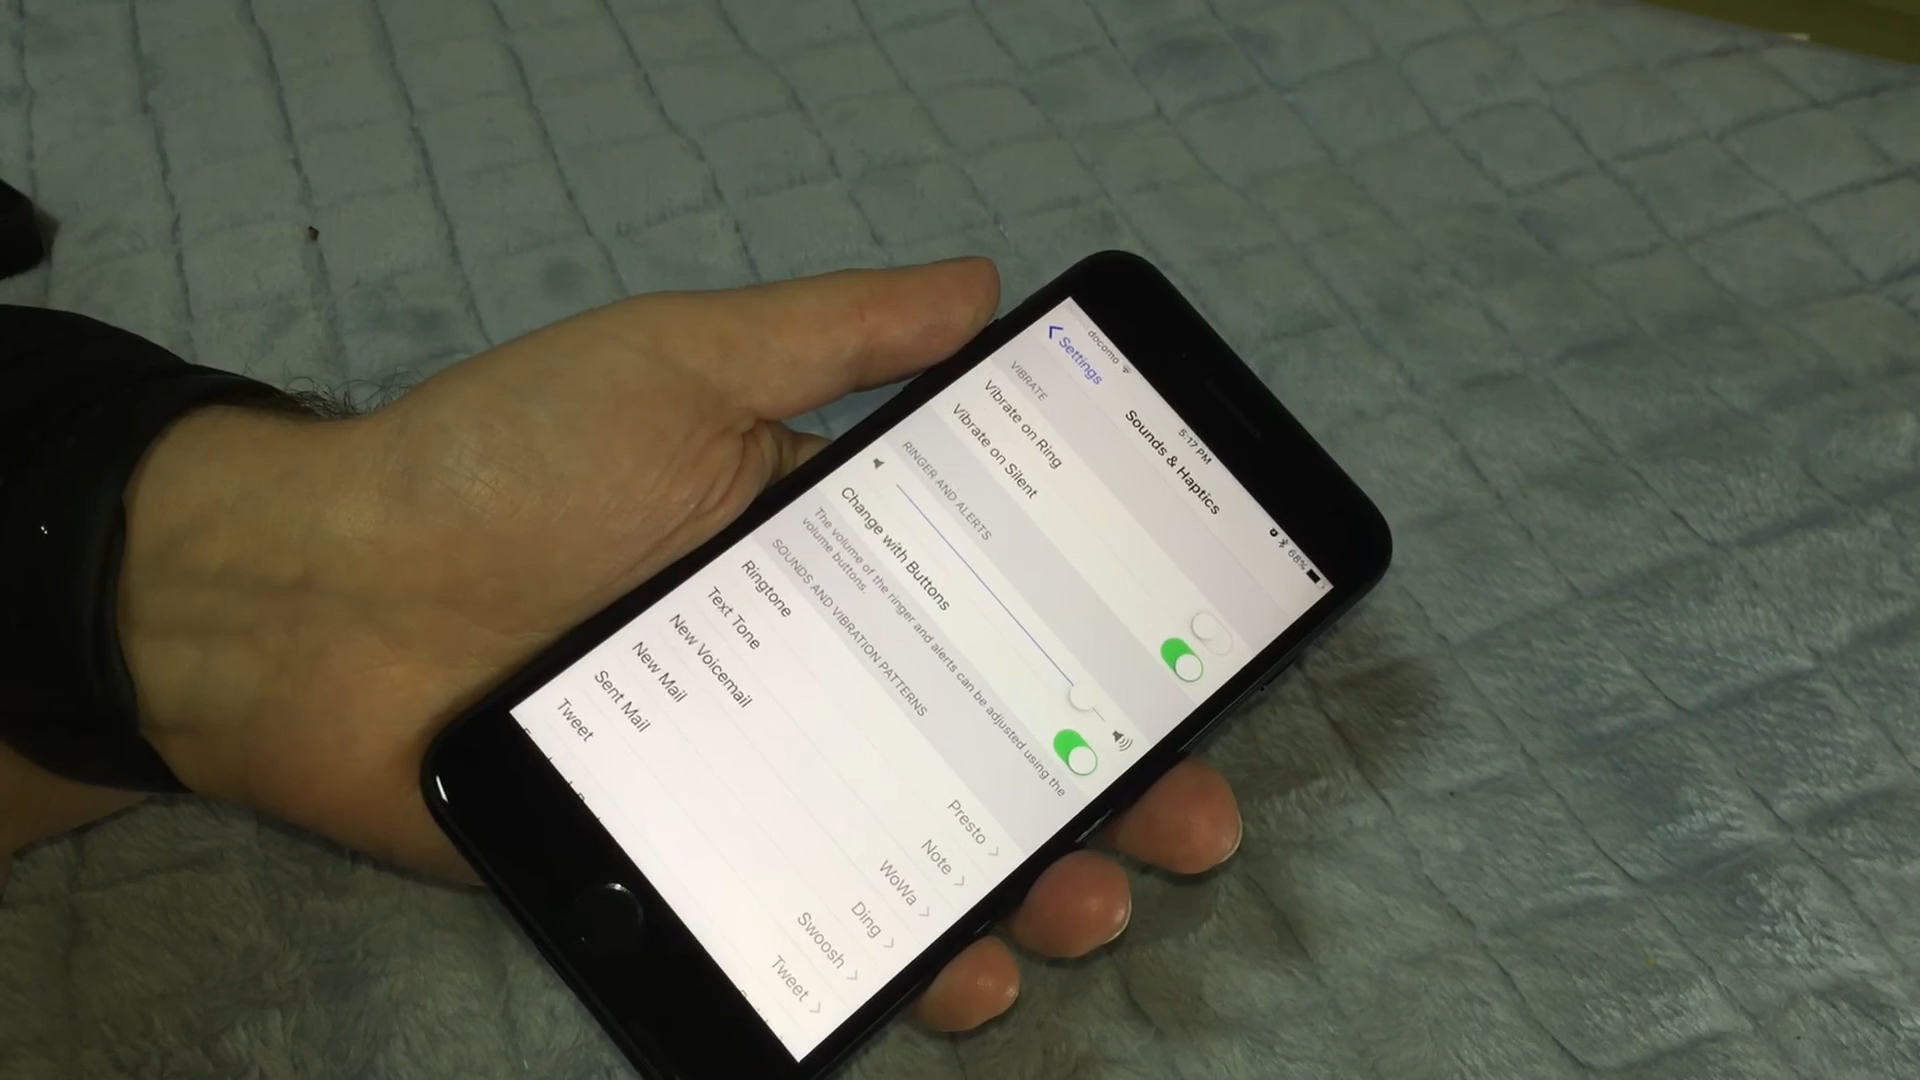 docomo 5:17 PM 68%
Settings Sounds & Haptics
VIBRATE
Vibrate on Ring
Vibrate on Silent
RINGER AND ALERTS
Change with Buttons
The volume of the ringer and alerts can be adjusted using the
volume buttons.
SOUNDS AND VIBRATION PATTERNS
Ringtone Presto
Text Tone Note
New Voicemail WoWa
New Mail Ding
Sent Mail Swoosh
Tweet Tweet